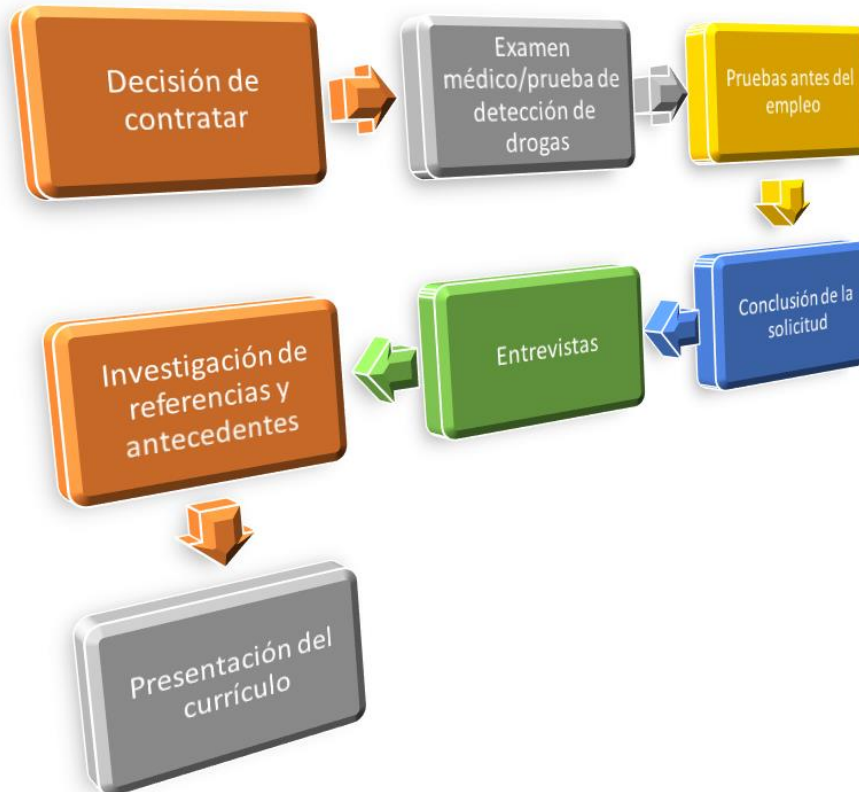 Decisión de
contratar
Examen
médico/prueba de
detección de
drogas
Pruebas antes del
empleo
Conclusión de la
solicitud
Entrevistas
Investigación de
referencias y
antecedentes
Presentación del
currículo